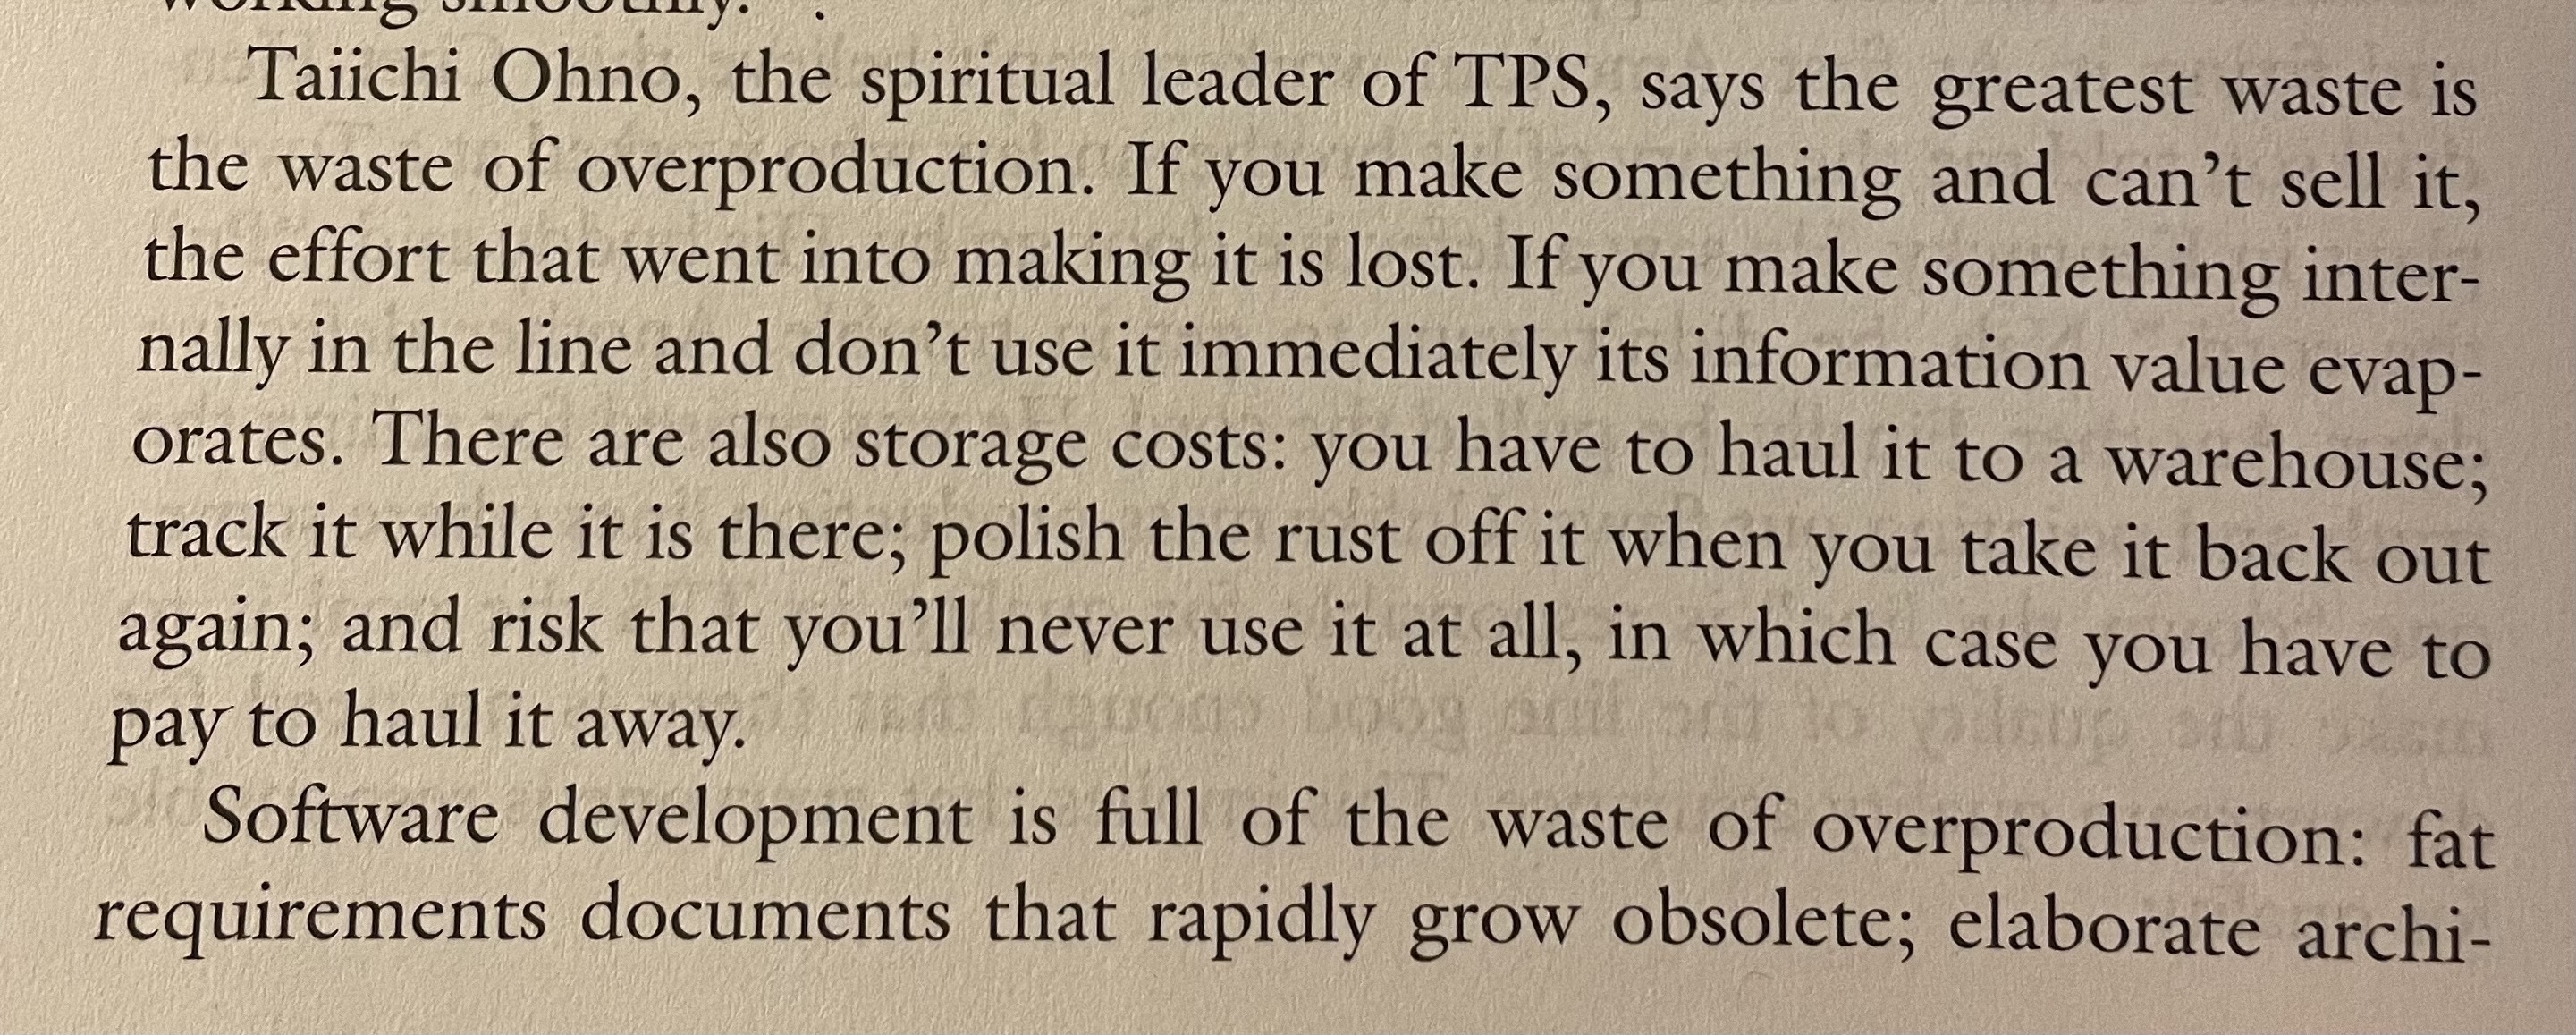 working smoothly.
Taiichi Ohno, the spiritual leader of TPS, says the greatest waste is
the waste of overproduction. If you make something and can’t sell it,
the effort that went into making it is lost. If you make something inter-
nally in the line and don’t use it immediately its information value evap-
orates. There are also storage costs: you have to haul it to a warehouse;
track it while it is there; polish the rust off it when you take it back out
again; and risk that you’ll never use it at all, in which case you have to
pay to haul it away.
Software development is full of the waste of overproduction: fat
requirements documents that rapidly grow obsolete; elaborate archi-